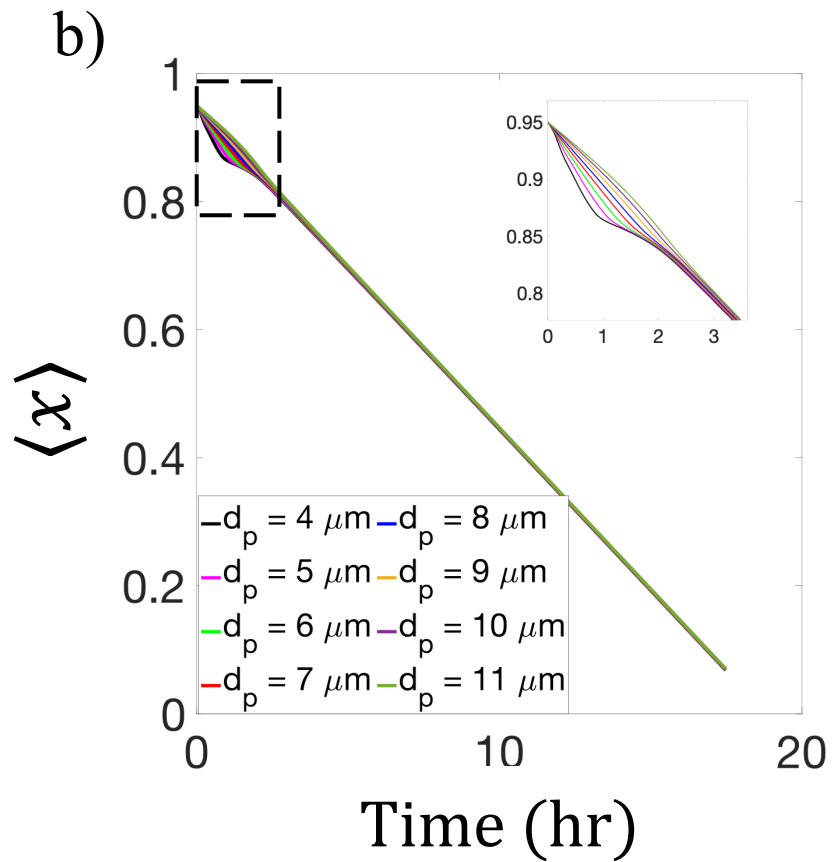 b)
1
0.8
0.6
0.4
0.2
0
⟨x⟩
0.95
0.9
0.85
0.8
0 1 2 3
d_p = 4 μm d_p = 8 μm
d_p = 5 μm d_p = 9 μm
d_p = 6 μm d_p = 10 μm
d_p = 7 μm d_p = 11 μm
0 10 20
Time (hr)